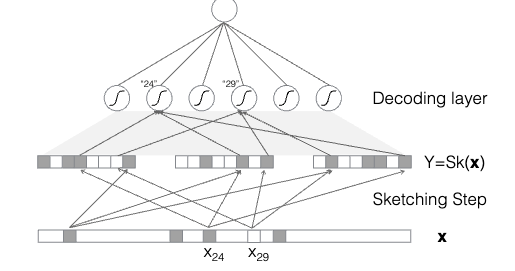 "24" "29"
Decoding layer
Y=Sk(x)
Sketching Step
x
x24 x29